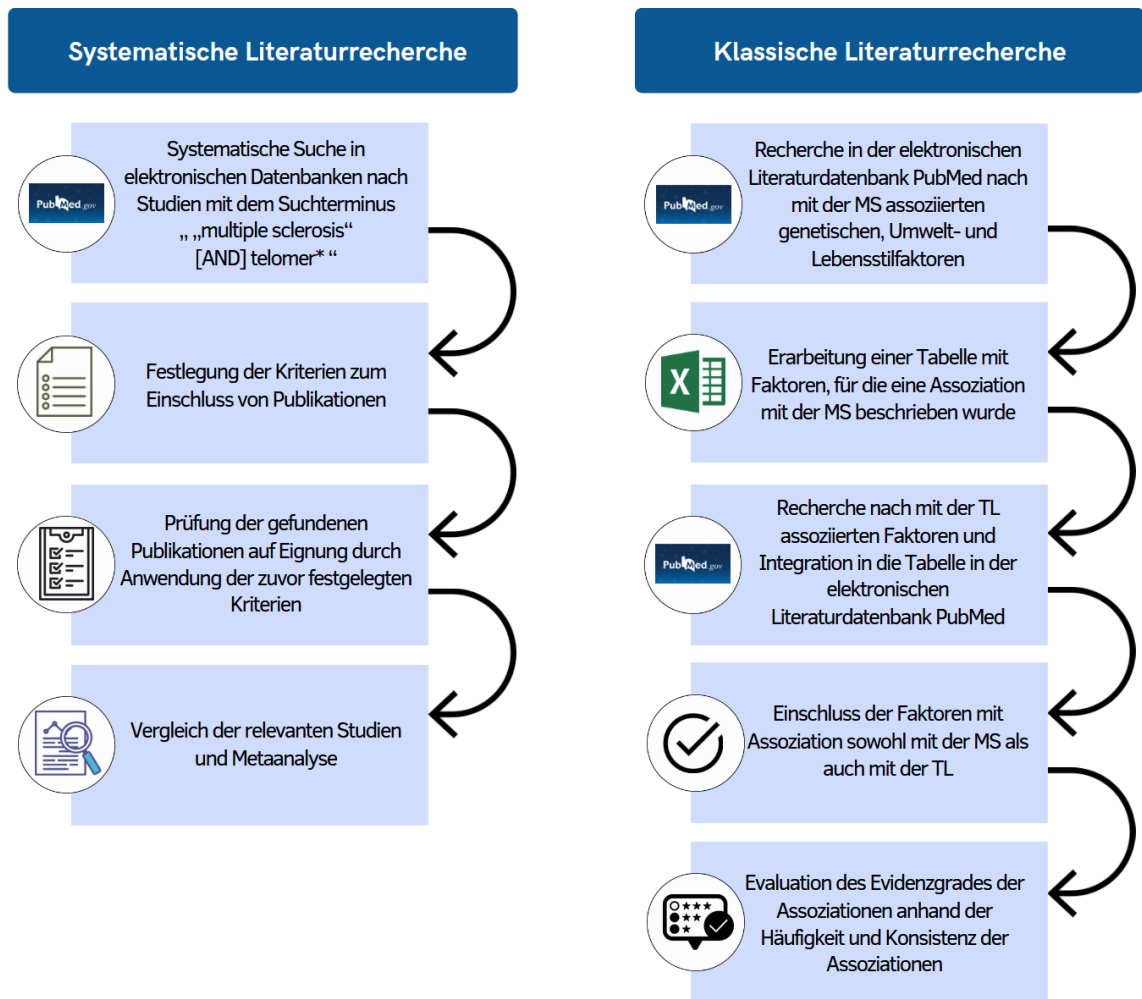 Systematische Literaturrecherche
Systematische Suche in
elektronischen Datenbanken nach
Studien mit dem Suchterminus
„ „multiple sclerosis“
[AND] telomer* “
PubMed.gov
Festlegung der Kriterien zum
Einschluss von Publikationen
Prüfung der gefundenen
Publikationen auf Eignung durch
Anwendung der zuvor festgelegten
Kriterien
Vergleich der relevanten Studien
und Metaanalyse
Klassische Literaturrecherche
Recherche in der elektronischen
Literaturdatenbank PubMed nach
mit der MS assoziierten
genetischen, Umwelt- und
Lebensstilfaktoren
PubMed.gov
Erarbeitung einer Tabelle mit
Faktoren, für die eine Assoziation
mit der MS beschrieben wurde
X
Recherche nach mit der TL
assoziierten Faktoren und
Integration in die Tabelle in der
elektronischen
Literaturdatenbank PubMed
PubMed.gov
Einschluss der Faktoren mit
Assoziation sowohl mit der MS als
auch mit der TL
Evaluation des Evidenzgrades der
Assoziationen anhand der
Häufigkeit und Konsistenz der
Assoziationen